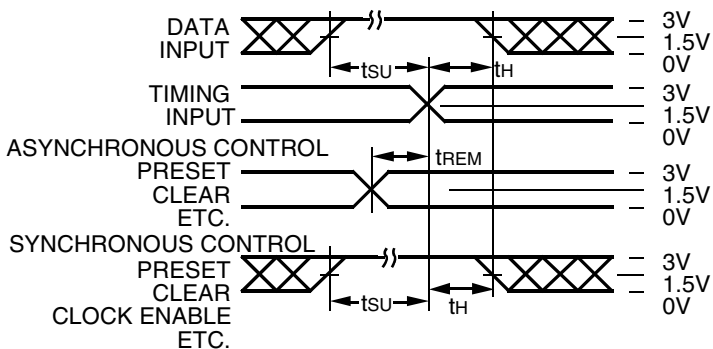 DATA
INPUT
tSU
tH
3V
1.5V
0V
TIMING
INPUT
3V
1.5V
0V
ASYNCHRONOUS CONTROL
PRESET
CLEAR
ETC.
tREM
3V
1.5V
0V
SYNCHRONOUS CONTROL
PRESET
CLEAR
CLOCK ENABLE
ETC.
tSU
tH
3V
1.5V
0V